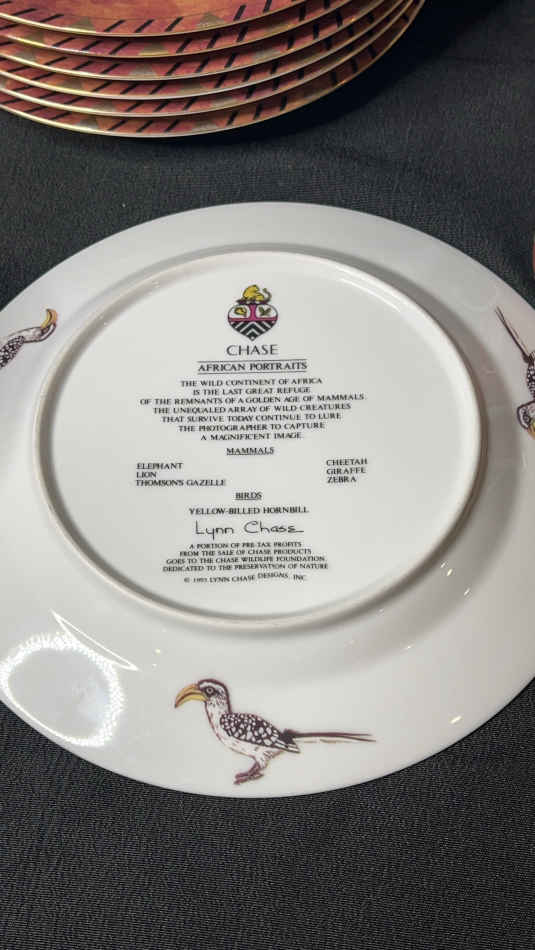 CHASE
AFRICAN PORTRAITS
THE WILD CONTINENT OF AFRICA
IS THE LAST GREAT REFUGE
OF THE REMNANTS OF A GOLDEN AGE OF MAMMALS.
THE UNEQUALED ARRAY OF WILD CREATURES
THAT SURVIVE TODAY CONTINUE TO LURE
THE PHOTOGRAPHER TO CAPTURE
A MAGNIFICENT IMAGE.
MAMMALS
ELEPHANT CHEETAH
LION GIRAFFE
THOMSON'S GAZELLE ZEBRA
BIRDS
YELLOW-BILLED HORNBILL
Lynn Chase
A PORTION OF PRE-TAX PROFITS
FROM THE SALE OF CHASE PRODUCTS
GOES TO THE CHASE WILDLIFE FOUNDATION
DEDICATED TO THE PRESERVATION OF NATURE
© 1993 LYNN CHASE DESIGNS, INC.